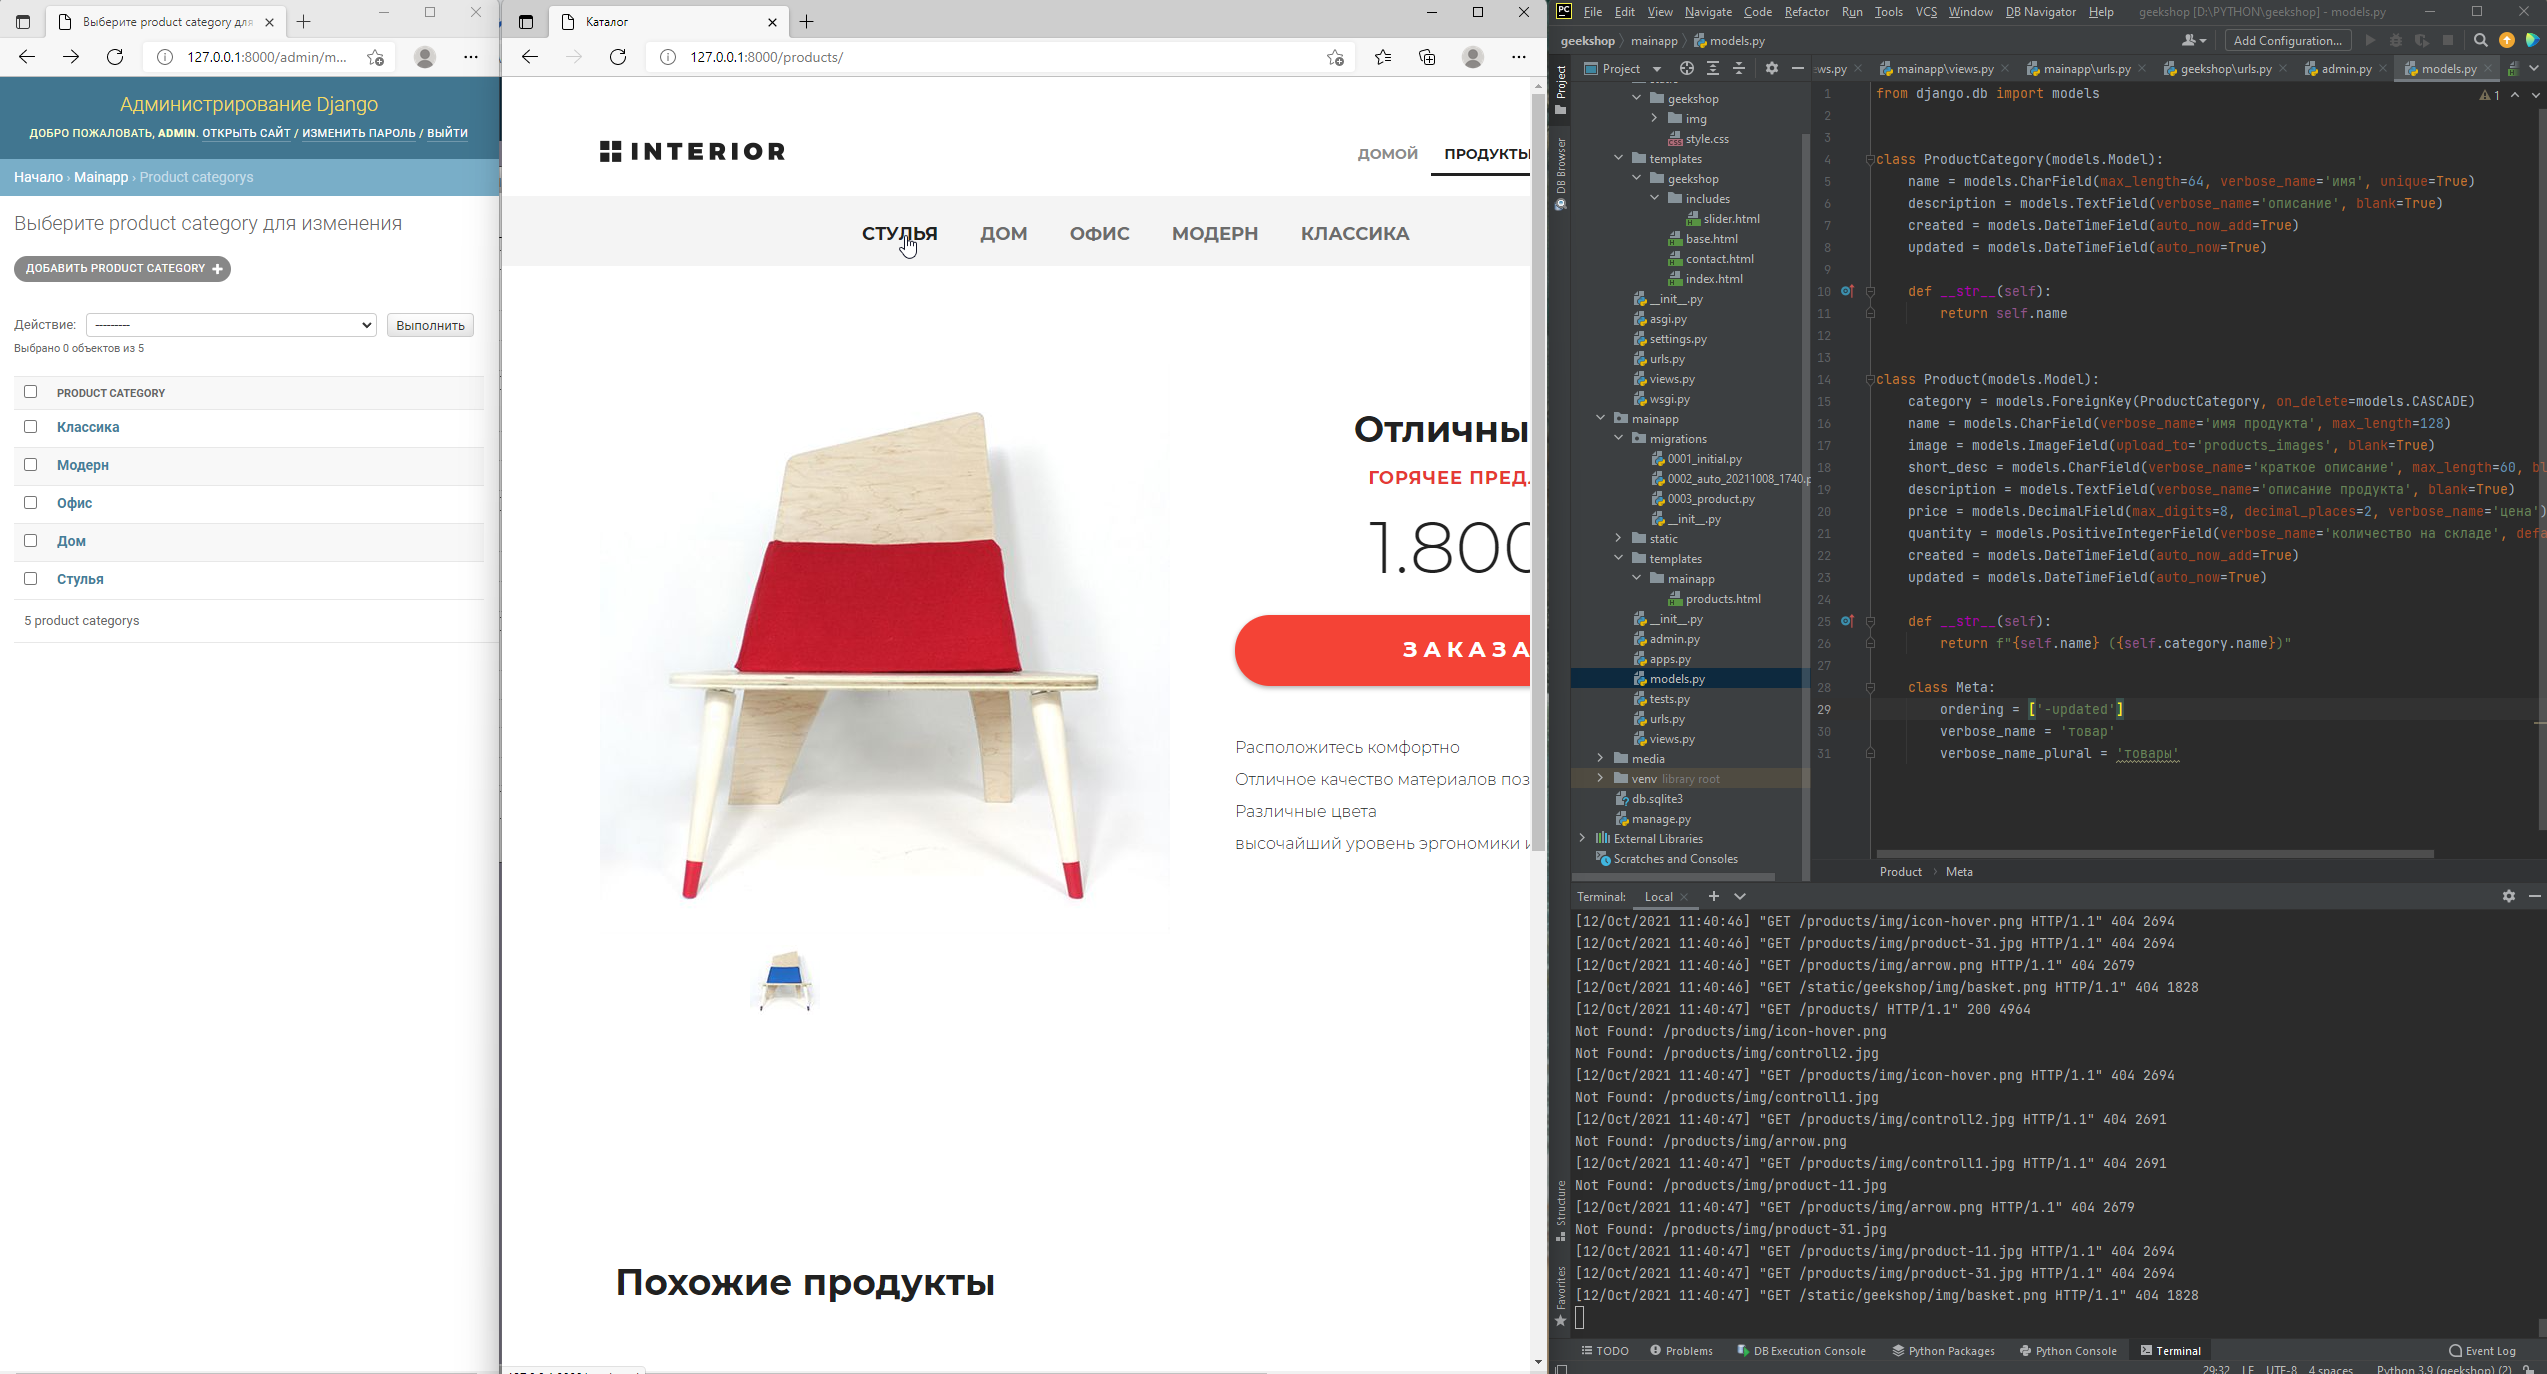 Выберите product category для
127.0.0.1:8000/admin/m...
Администрирование Django
ДОБРО ПОЖАЛОВАТЬ, ADMIN. ОТКРЫТЬ САЙТ / ИЗМЕНИТЬ ПАРОЛЬ / ВЫЙТИ
Начало › Mainapp › Product categorys
Выберите product category для изменения
ДОБАВИТЬ PRODUCT CATEGORY +
Действие: --------- Выполнить
Выбрано 0 объектов из 5
PRODUCT CATEGORY
Классика
Модерн
Офис
Дом
Стулья
5 product categorys
Каталог
127.0.0.1:8000/products/
INTERIOR
ДОМОЙ ПРОДУКТЫ
СТУЛЬЯ ДОМ ОФИС МОДЕРН КЛАССИКА
Отличны
ГОРЯЧЕЕ ПРЕД
1.800
ЗАКАЗА
Расположитесь комфортно
Отличное качество материалов поз
Различные цвета
высочайший уровень эргономики и
Похожие продукты
PC File Edit View Navigate Code Refactor Run Tools VCS Window DB Navigator Help geekshop [D:\PYTHON\geekshop] - models.py
geekshop mainapp models.py
Add Configuration...
Project
ws.py mainapp\views.py mainapp\urls.py geekshop\urls.py admin.py models.py
Project
DB Browser
Structure
Favorites
geekshop
img
style.css
templates
geekshop
includes
slider.html
base.html
contact.html
index.html
__init__.py
asgi.py
settings.py
urls.py
views.py
wsgi.py
mainapp
migrations
0001_initial.py
0002_auto_20211008_1740.p
0003_product.py
__init__.py
static
templates
mainapp
products.html
__init__.py
admin.py
apps.py
models.py
tests.py
urls.py
views.py
media
venv library root
db.sqlite3
manage.py
External Libraries
Scratches and Consoles
1 from django.db import models
1
2
3
4 class ProductCategory(models.Model):
5 name = models.CharField(max_length=64, verbose_name='имя', unique=True)
6 description = models.TextField(verbose_name='описание', blank=True)
7 created = models.DateTimeField(auto_now_add=True)
8 updated = models.DateTimeField(auto_now=True)
9
10 def __str__(self):
11 return self.name
12
13
14 class Product(models.Model):
15 category = models.ForeignKey(ProductCategory, on_delete=models.CASCADE)
16 name = models.CharField(verbose_name='имя продукта', max_length=128)
17 image = models.ImageField(upload_to='products_images', blank=True)
18 short_desc = models.CharField(verbose_name='краткое описание', max_length=60, bl
19 description = models.TextField(verbose_name='описание продукта', blank=True)
20 price = models.DecimalField(max_digits=8, decimal_places=2, verbose_name='цена')
21 quantity = models.PositiveIntegerField(verbose_name='количество на складе', defa
22 created = models.DateTimeField(auto_now_add=True)
23 updated = models.DateTimeField(auto_now=True)
24
25 def __str__(self):
26 return f"{self.name} ({self.category.name})"
27
28 class Meta:
29 ordering = ['-updated']
30 verbose_name = 'товар'
31 verbose_name_plural = 'товары'
Product Meta
Terminal: Local
[12/Oct/2021 11:40:46] "GET /products/img/icon-hover.png HTTP/1.1" 404 2694
[12/Oct/2021 11:40:46] "GET /products/img/product-31.jpg HTTP/1.1" 404 2694
[12/Oct/2021 11:40:46] "GET /products/img/arrow.png HTTP/1.1" 404 2679
[12/Oct/2021 11:40:46] "GET /static/geekshop/img/basket.png HTTP/1.1" 404 1828
[12/Oct/2021 11:40:47] "GET /products/ HTTP/1.1" 200 4964
Not Found: /products/img/icon-hover.png
Not Found: /products/img/controll2.jpg
[12/Oct/2021 11:40:47] "GET /products/img/icon-hover.png HTTP/1.1" 404 2694
Not Found: /products/img/controll1.jpg
[12/Oct/2021 11:40:47] "GET /products/img/controll2.jpg HTTP/1.1" 404 2691
Not Found: /products/img/arrow.png
[12/Oct/2021 11:40:47] "GET /products/img/controll1.jpg HTTP/1.1" 404 2691
Not Found: /products/img/product-11.jpg
[12/Oct/2021 11:40:47] "GET /products/img/arrow.png HTTP/1.1" 404 2679
Not Found: /products/img/product-31.jpg
[12/Oct/2021 11:40:47] "GET /products/img/product-11.jpg HTTP/1.1" 404 2694
[12/Oct/2021 11:40:47] "GET /products/img/product-31.jpg HTTP/1.1" 404 2694
[12/Oct/2021 11:40:47] "GET /static/geekshop/img/basket.png HTTP/1.1" 404 1828
TODO Problems DB Execution Console Python Packages Python Console Terminal Event Log
29:32 LF UTF-8 4 spaces Python 3.9 (geekshop) (2)